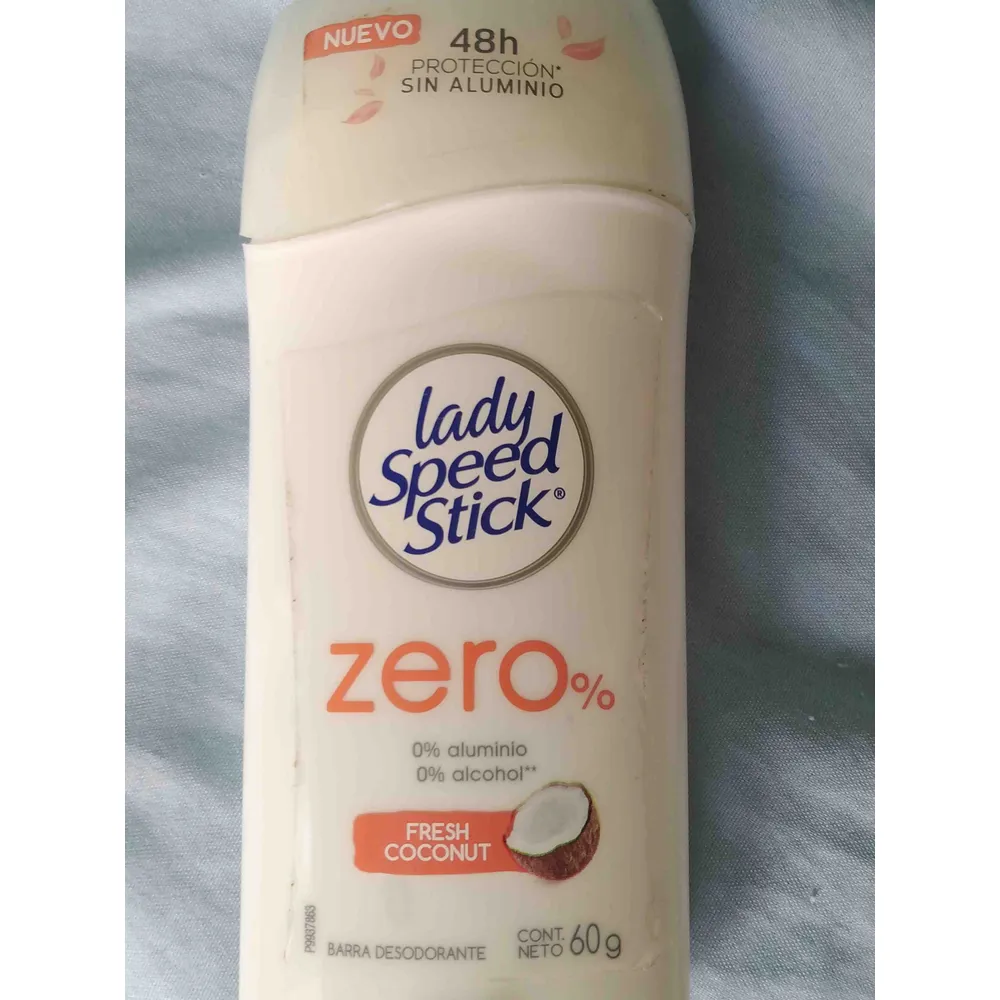 NUEVO
48h
PROTECCIÓN*
SIN ALUMINIO
lady
Speed
Stick®
zero%
0% aluminio
0% alcohol**
FRESH
COCONUT
P9937863
BARRA DESODORANTE
CONT.
NETO 60g